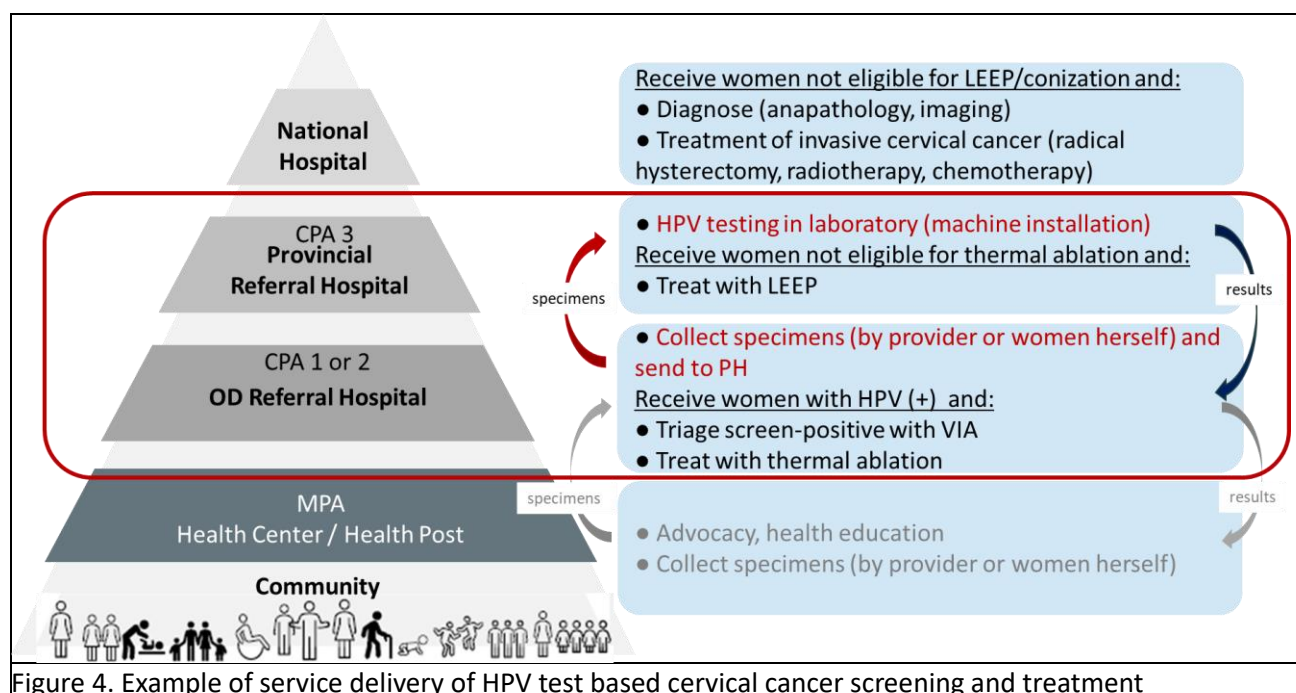 National
Hospital
Receive women not eligible for LEEP/conization and:
● Diagnose (anapathology, imaging)
● Treatment of invasive cervical cancer (radical
hysterectomy, radiotherapy, chemotherapy)
CPA 3
Provincial
Referral Hospital
specimens
● HPV testing in laboratory (machine installation)
Receive women not eligible for thermal ablation and:
● Treat with LEEP
results
CPA 1 or 2
OD Referral Hospital
● Collect specimens (by provider or women herself) and
send to PH
Receive women with HPV (+) and:
● Triage screen-positive with VIA
● Treat with thermal ablation
MPA
Health Center / Health Post
specimens
● Advocacy, health education
● Collect specimens (by provider or women herself)
results
Community
Figure 4. Example of service delivery of HPV test based cervical cancer screening and treatment